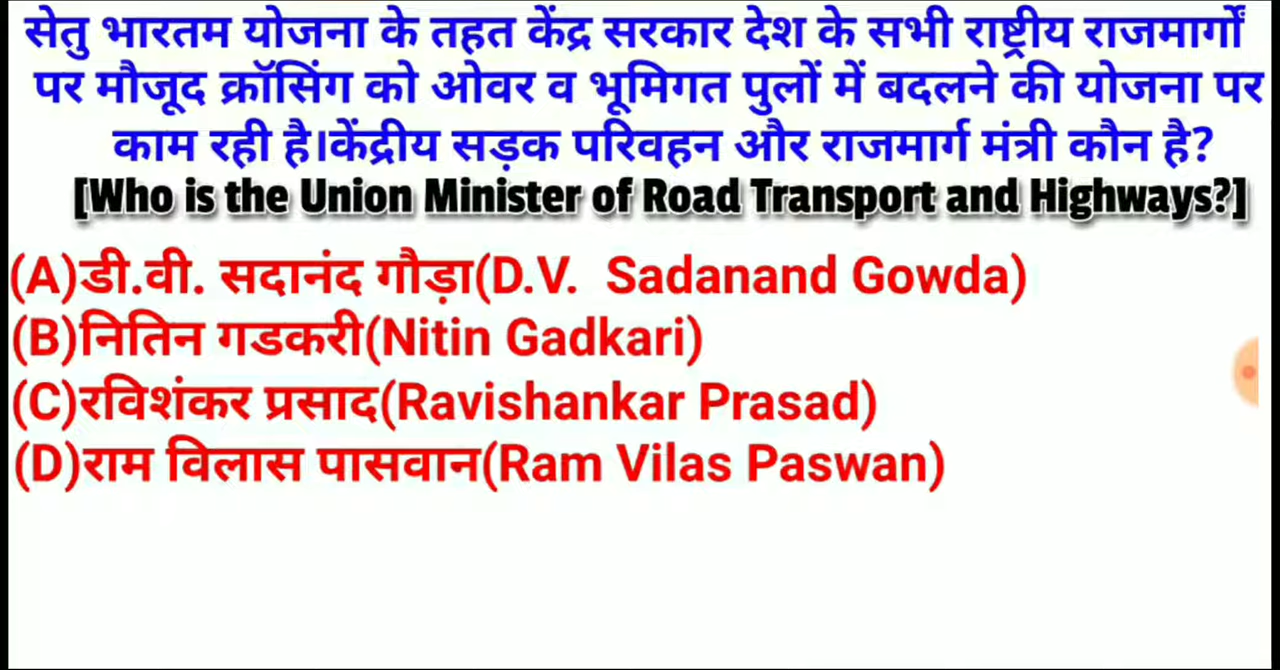 सेतु भारतम योजना के तहत केंद्र सरकार देश के सभी राष्ट्रीय राजमार्गों
पर मौजूद क्रॉसिंग को ओवर व भूमिगत पुलों में बदलने की योजना पर
काम रही है।केंद्रीय सड़क परिवहन और राजमार्ग मंत्री कौन है?
[Who is the Union Minister of Road Transport and Highways?]
(A)डी.वी. सदानंद गौड़ा(D.V. Sadanand Gowda)
(B)नितिन गडकरी(Nitin Gadkari)
(C)रविशंकर प्रसाद(Ravishankar Prasad)
(D)राम विलास पासवान(Ram Vilas Paswan)